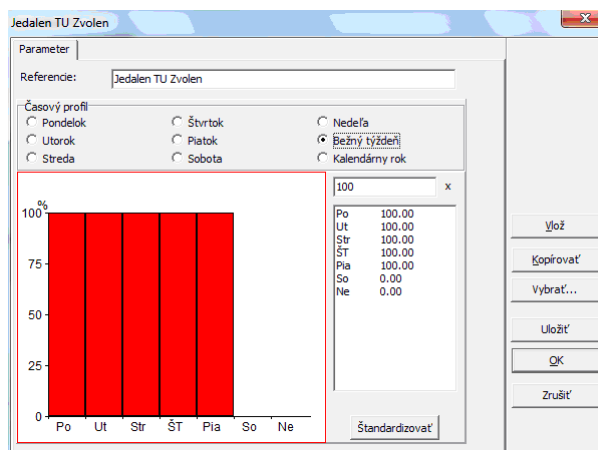 Jedalen TU Zvolen
x
Parameter
Referencie: Jedalen TU Zvolen
Časový profil
Pondelok Štvrtok Nedeľa
Utorok Piatok Bežný týždeň
Streda Sobota Kalendárny rok
100 x
%
100
75
50
25
0
Po Ut Str ŠT Pia So Ne
Po 100.00
Ut 100.00
Str 100.00
ŠT 100.00
Pia 100.00
So 0.00
Ne 0.00
Štandardizovať
Vlož
Kopírovať
Vybrať...
Uložiť
OK
Zrušiť